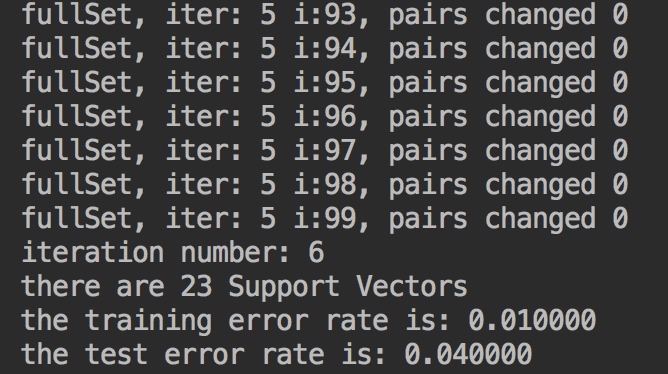 fullSet, iter: 5 i:93, pairs changed 0
fullSet, iter: 5 i:94, pairs changed 0
fullSet, iter: 5 i:95, pairs changed 0
fullSet, iter: 5 i:96, pairs changed 0
fullSet, iter: 5 i:97, pairs changed 0
fullSet, iter: 5 i:98, pairs changed 0
fullSet, iter: 5 i:99, pairs changed 0
iteration number: 6
there are 23 Support Vectors
the training error rate is: 0.010000
the test error rate is: 0.040000